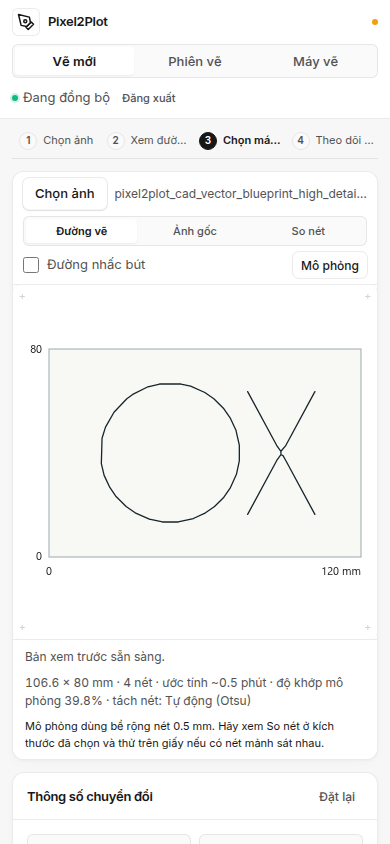 Pixel2Plot
Vẽ mới Phiên vẽ Máy vẽ
Đang đồng bộ Đăng xuất
1 Chọn ảnh 2 Xem đườ... 3 Chọn má... 4 Theo dõi ...
Chọn ảnh pixel2plot_cad_vector_blueprint_high_detai...
Đường vẽ Ảnh gốc So nét
Đường nhấc bút Mô phỏng
80
0
0 120 mm
Bản xem trước sẵn sàng.
106.6 × 80 mm · 4 nét · ước tính ~0.5 phút · độ khớp mô
phỏng 39.8% · tách nét: Tự động (Otsu)
Mô phỏng dùng bề rộng nét 0.5 mm. Hãy xem So nét ở kích
thước đã chọn và thử trên giấy nếu có nét mảnh sát nhau.
Thông số chuyển đổi Đặt lại